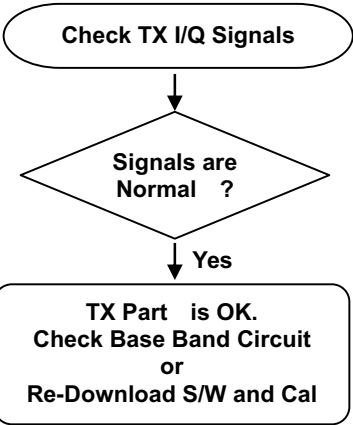 Check TX I/Q Signals
Signals are
Normal ?
Yes
TX Part is OK.
Check Base Band Circuit
or
Re-Download S/W and Cal